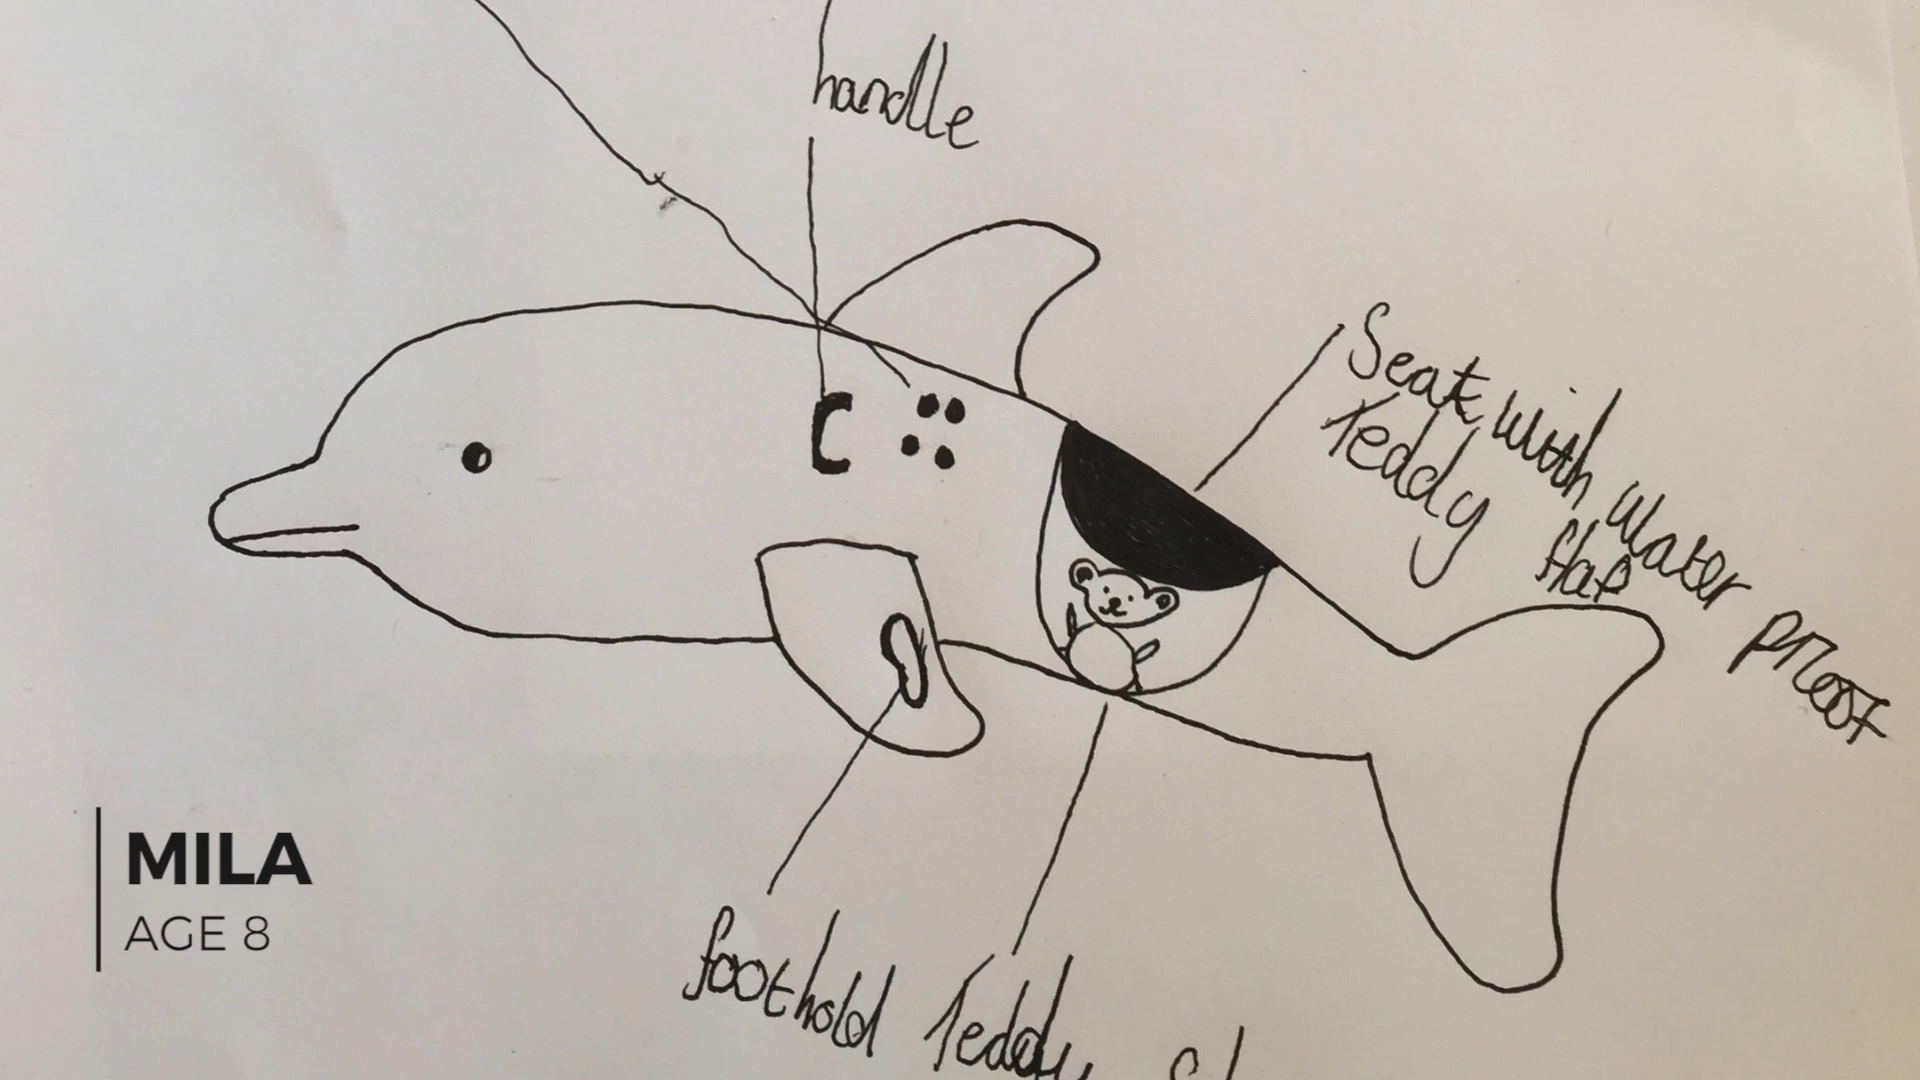 handle
Seat with water proof
Teddy flap
foothold Teddy
MILA
AGE 8